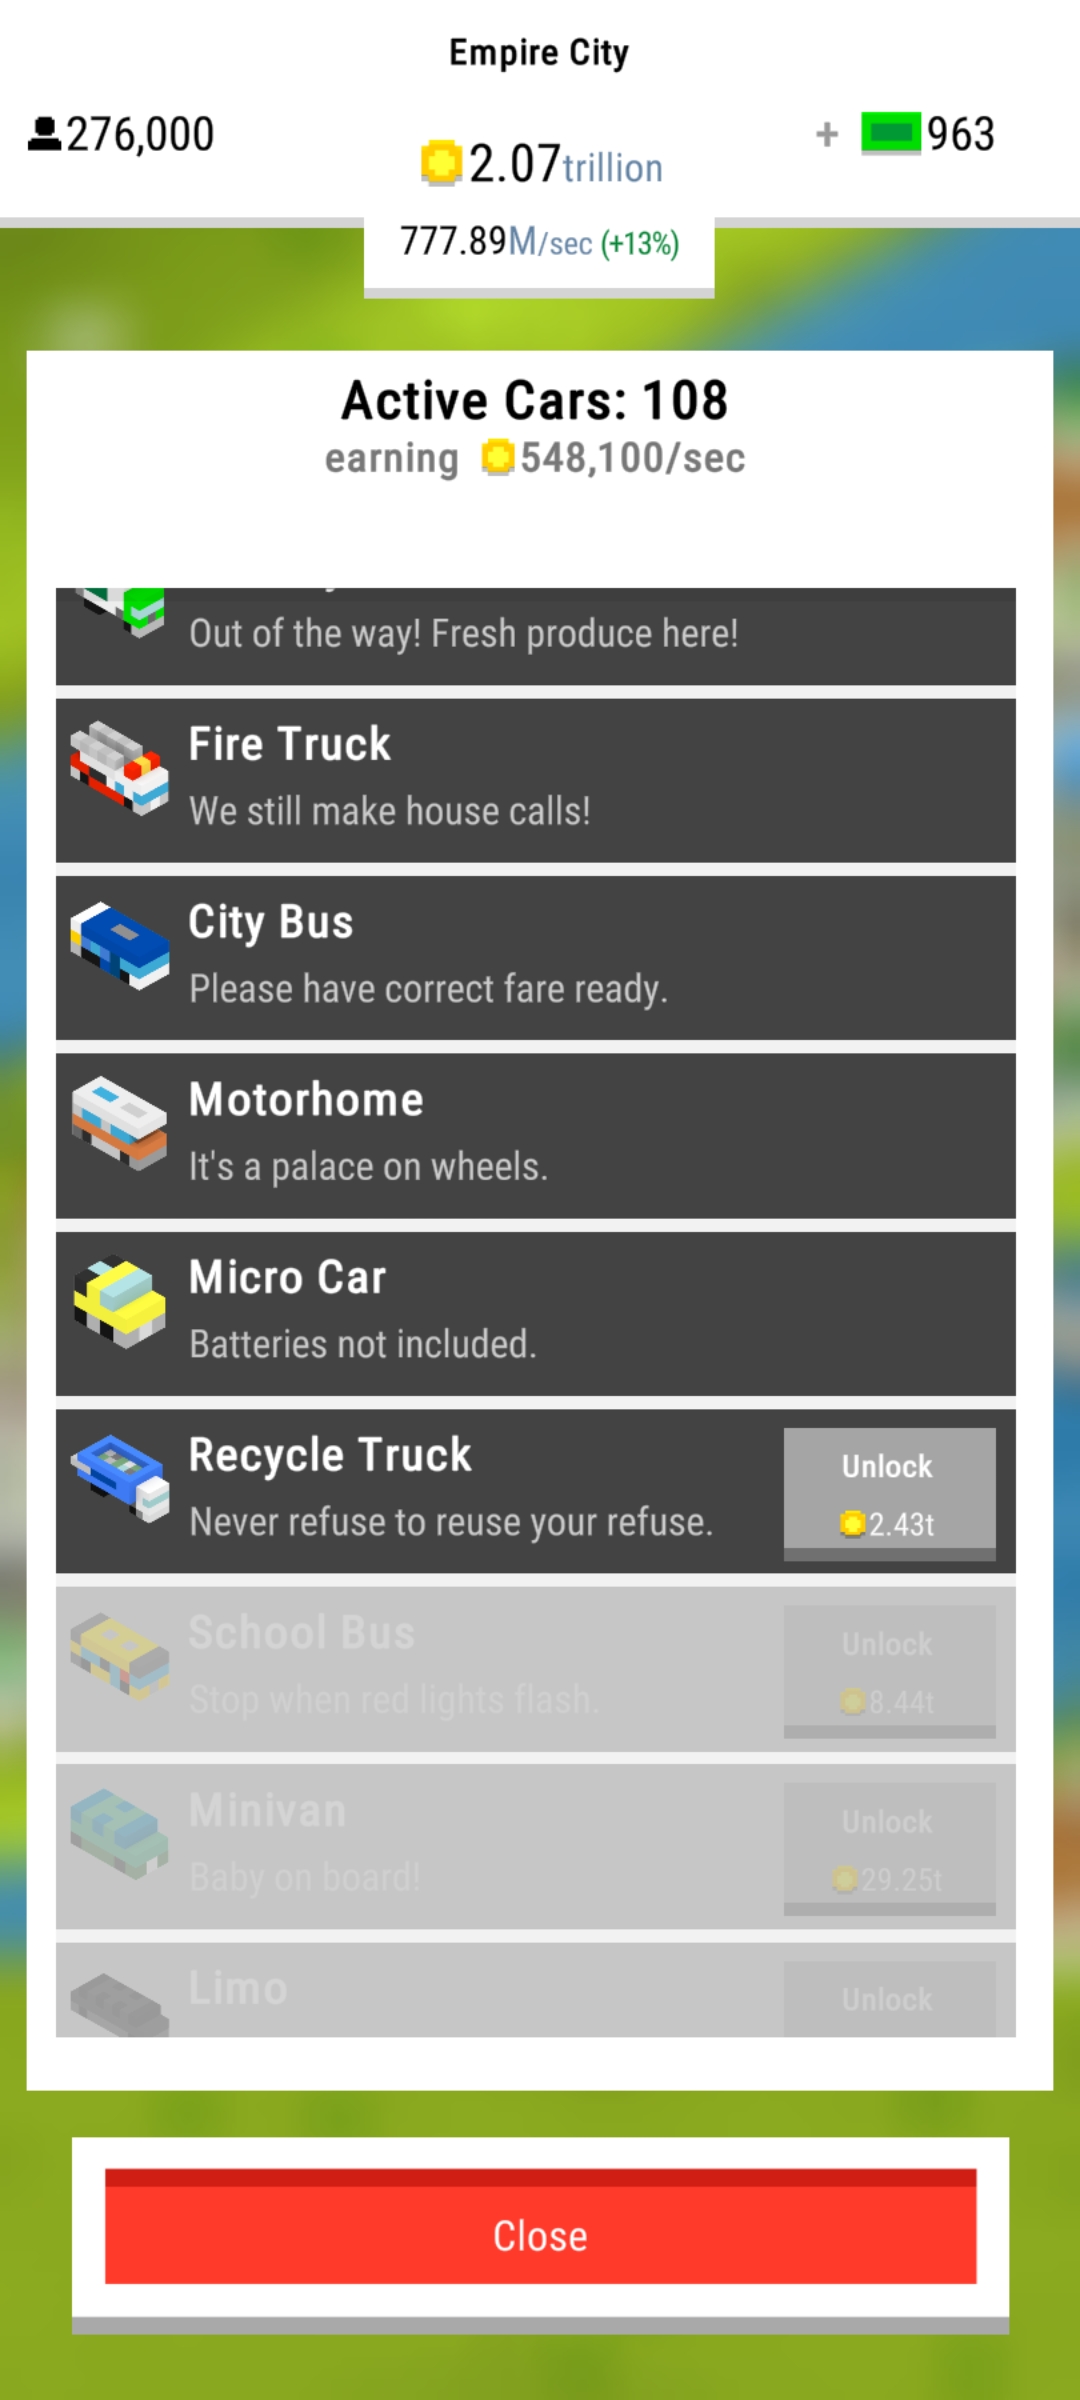 Empire City
276,000
2.07trillion
+ 963
777.89M/sec (+13%)
Active Cars: 108
earning 548,100/sec
Out of the way! Fresh produce here!
Fire Truck
We still make house calls!
City Bus
Please have correct fare ready.
Motorhome
It's a palace on wheels.
Micro Car
Batteries not included.
Recycle Truck
Never refuse to reuse your refuse.
Unlock
2.43t
School Bus
Stop when red lights flash.
Unlock
8.44t
Minivan
Baby on board!
Unlock
29.25t
Limo
Unlock
Close